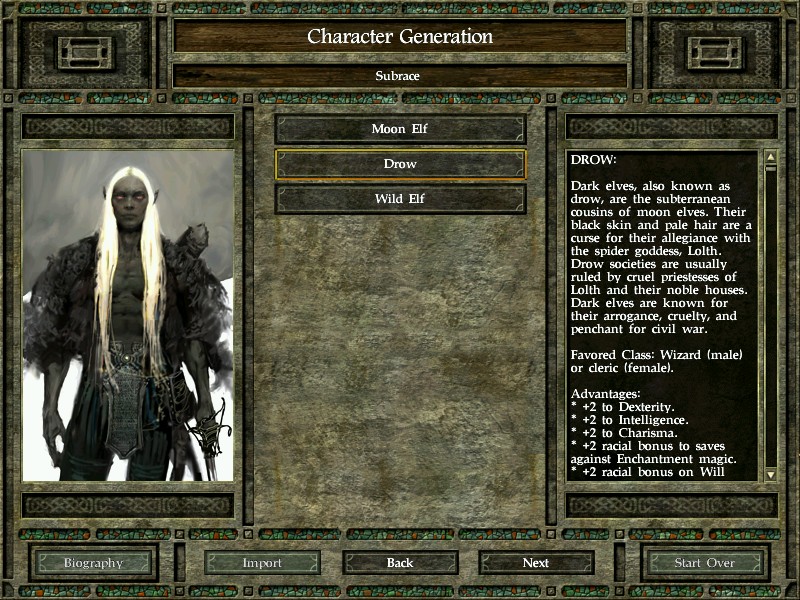 Character Generation
Subrace
Moon Elf
Drow
Wild Elf
DROW:
Dark elves, also known as
drow, are the subterranean
cousins of moon elves. Their
black skin and pale hair are a
curse for their allegiance with
the spider goddess, Lolth.
Drow societies are usually
ruled by cruel priestesses of
Lolth and their noble houses.
Dark elves are known for
their arrogance, cruelty, and
penchant for civil war.
Favored Class: Wizard (male)
or cleric (female).
Advantages:
* +2 to Dexterity.
* +2 to Intelligence.
* +2 to Charisma.
* +2 racial bonus to saves
against Enchantment magic.
* +2 racial bonus on Will
Biography
Import
Back
Next
Start Over